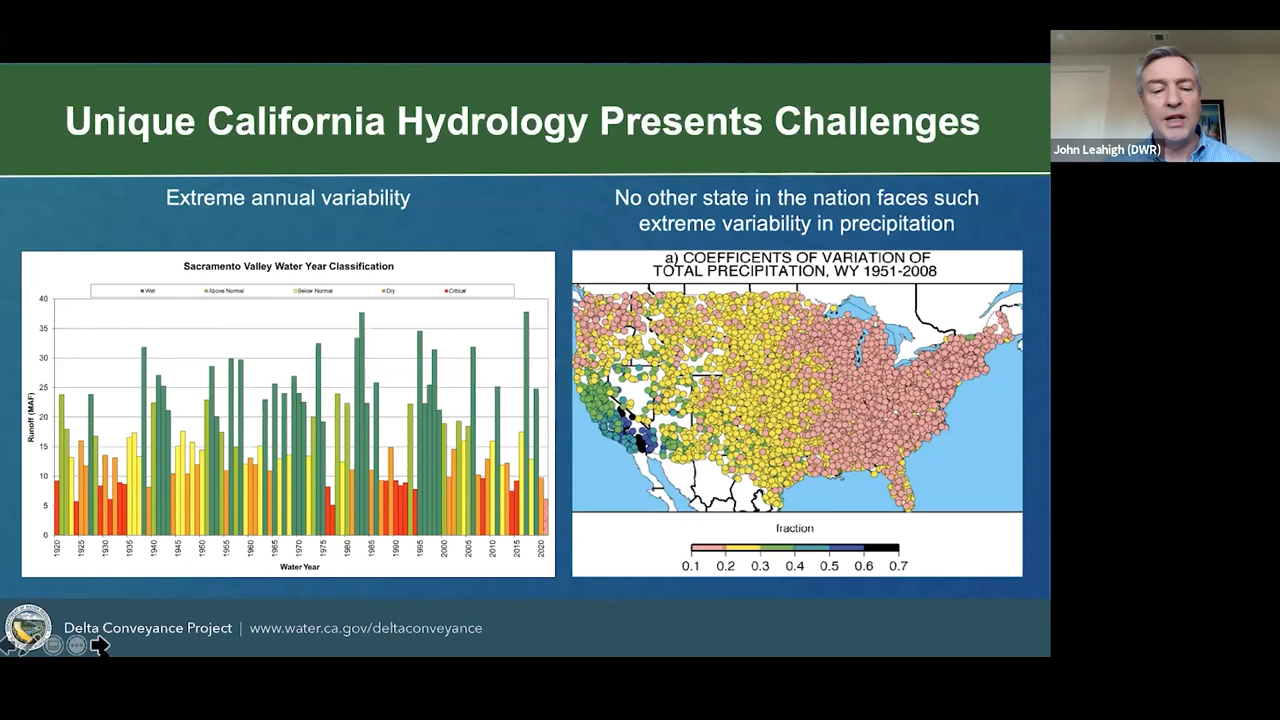 Unique California Hydrology Presents Challenges
John Leahigh (DWR)
Extreme annual variability
No other state in the nation faces such
extreme variability in precipitation
Sacramento Valley Water Year Classification
Wet Above Normal Below Normal Dry Critical
40
35
30
25
20
15
10
5
0
Runoff (MAF)
1920 1925 1930 1935 1940 1945 1950 1955 1960 1965 1970 1975 1980 1985 1990 1995 2000 2005 2010 2015 2020
Water Year
a) COEFFICENTS OF VARIATION OF
TOTAL PRECIPITATION, WY 1951-2008
fraction
0.1 0.2 0.3 0.4 0.5 0.6 0.7
Delta Conveyance Project | www.water.ca.gov/deltaconveyance